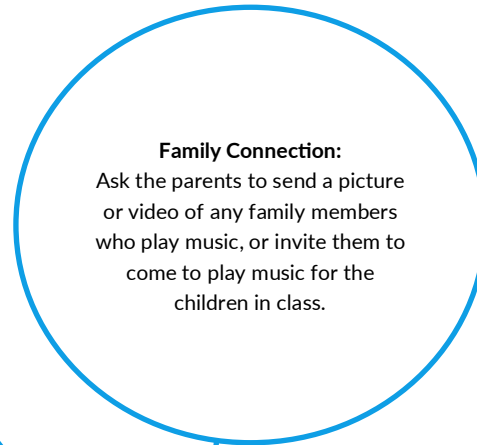 Family Connection:
Ask the parents to send a picture
or video of any family members
who play music, or invite them to
come to play music for the
children in class.